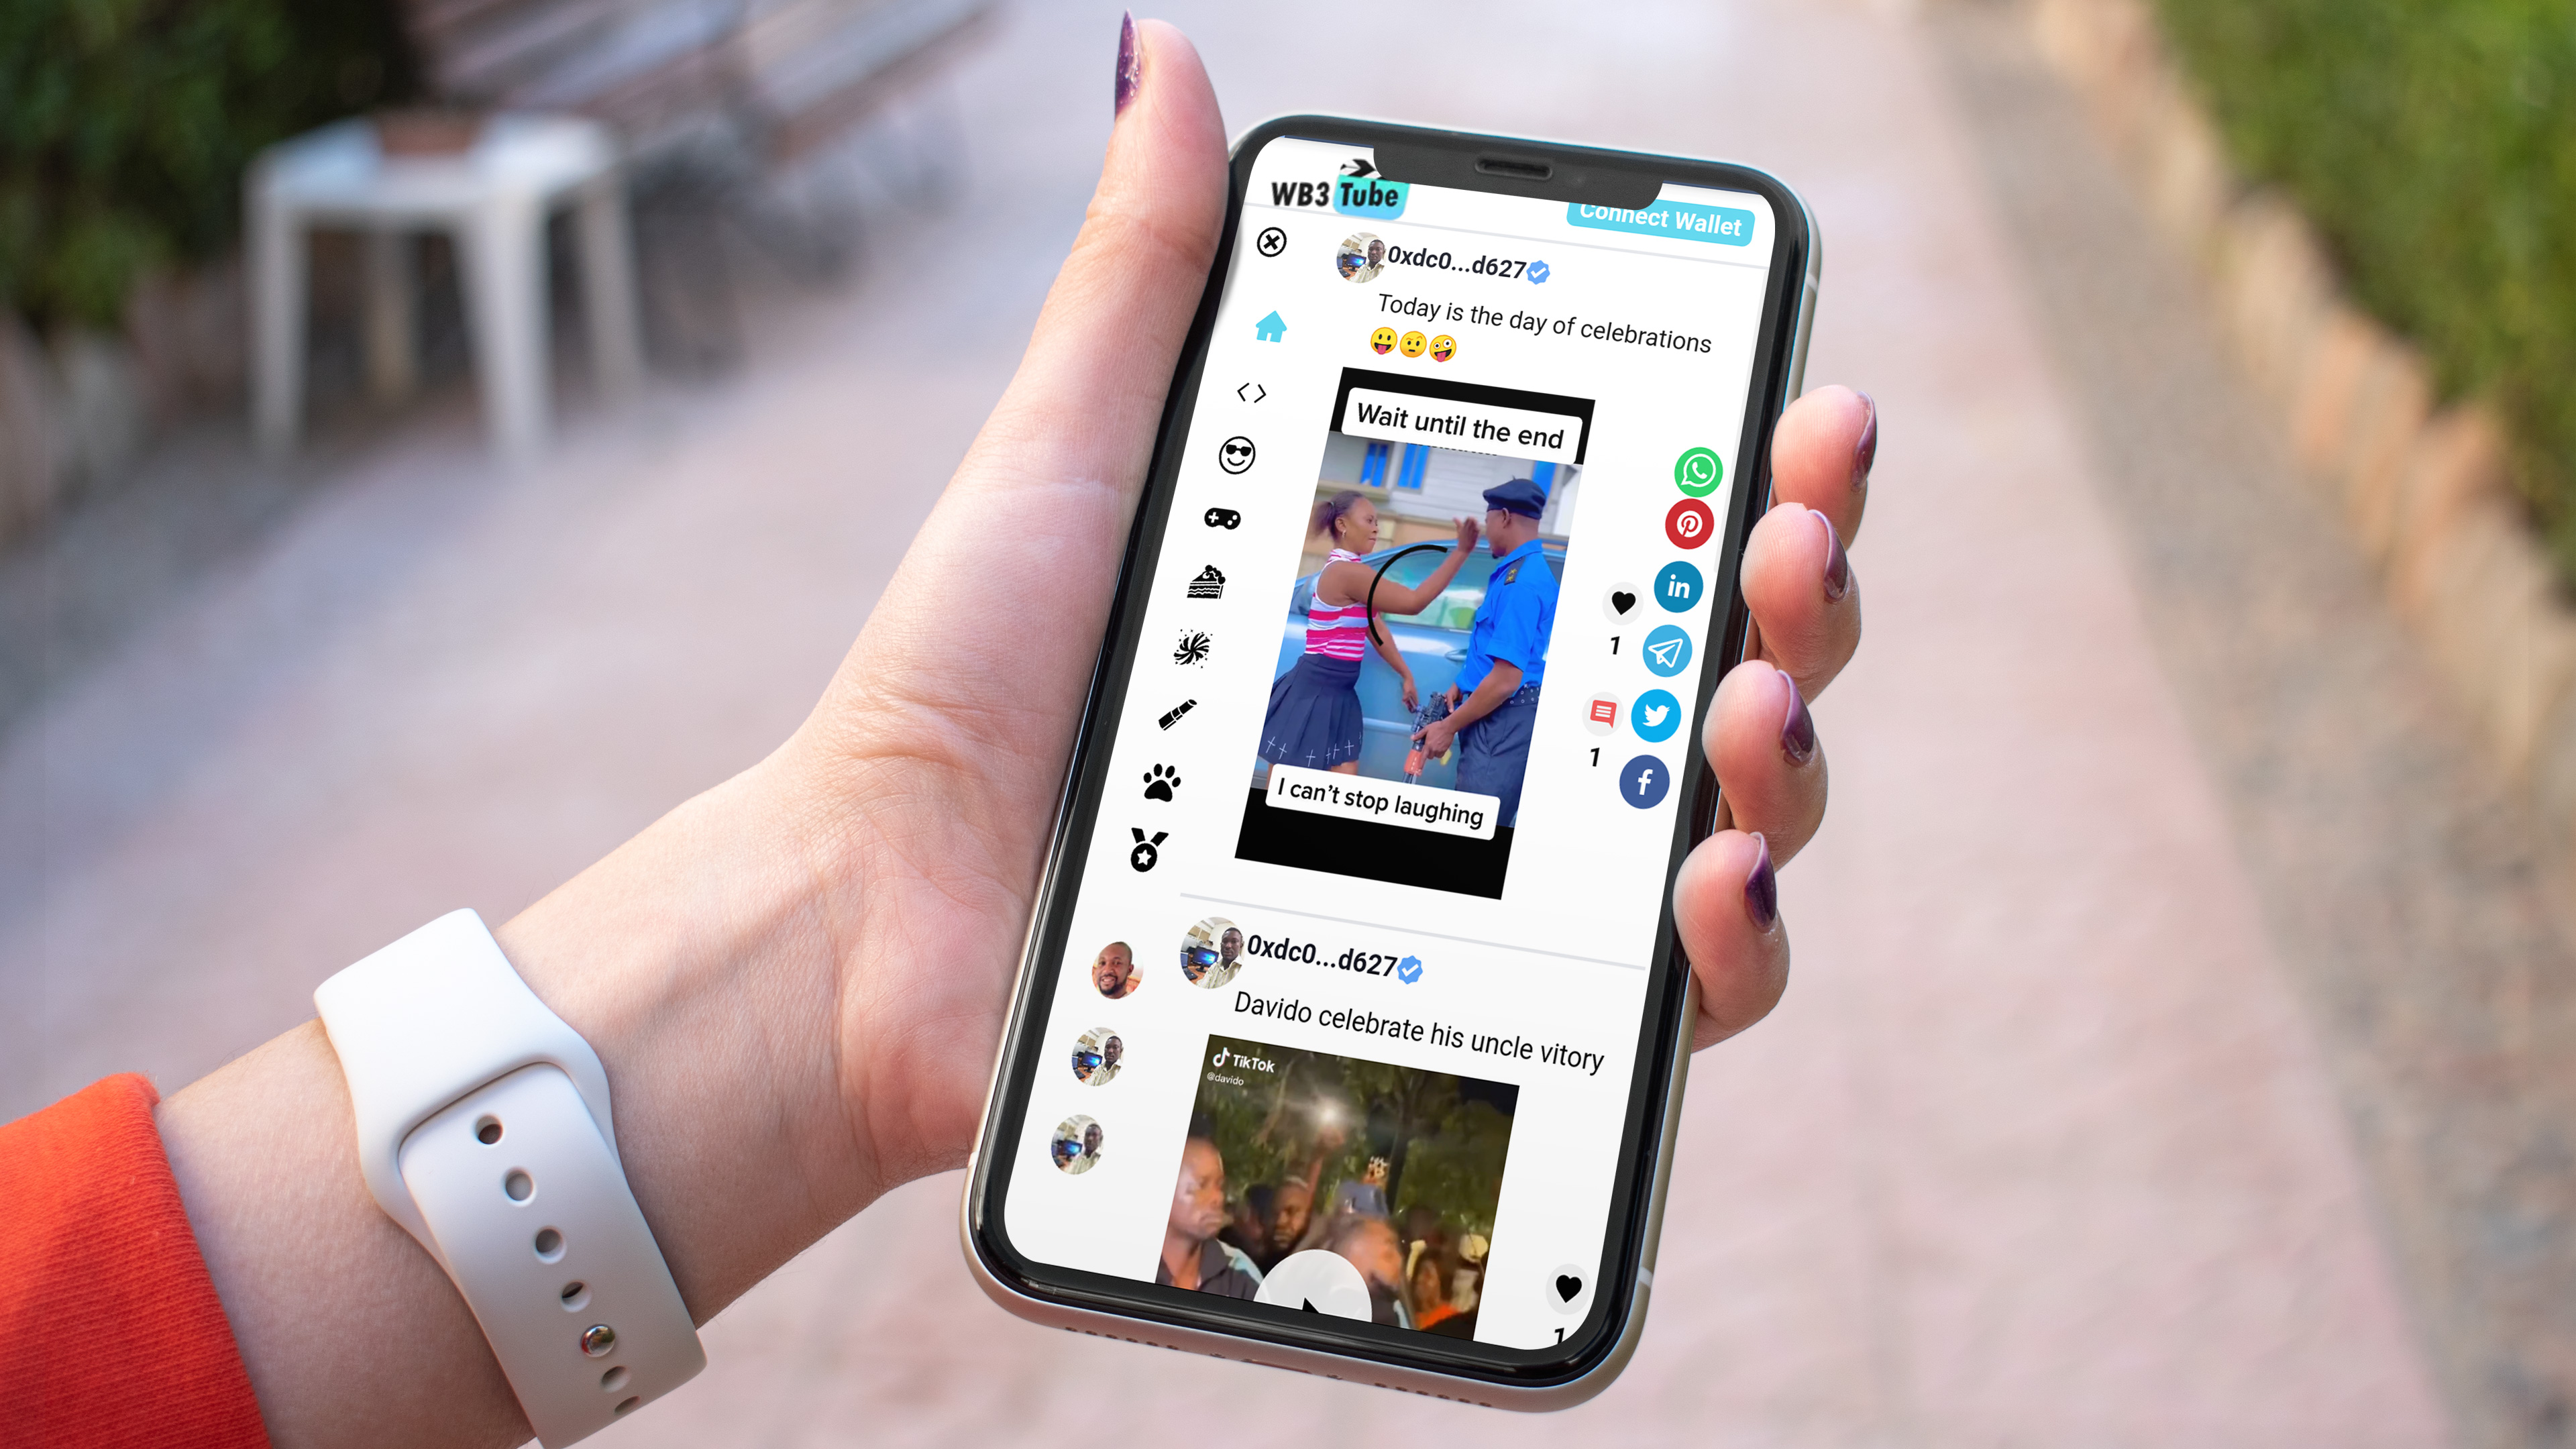 WB3 Tube
Connect Wallet
0xdc0...d627
Today is the day of celebrations
Wait until the end
1
1
I can't stop laughing
0xdc0...d627
Davido celebrate his uncle vitory
TikTok
@davido
1